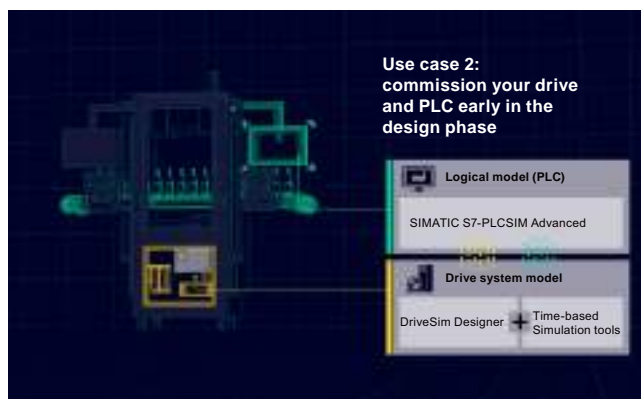 Use case 2:
commission your drive
and PLC early in the
design phase
Logical model (PLC)
SIMATIC S7-PLCSIM Advanced
Drive system model
DriveSim Designer
Time-based
Simulation tools